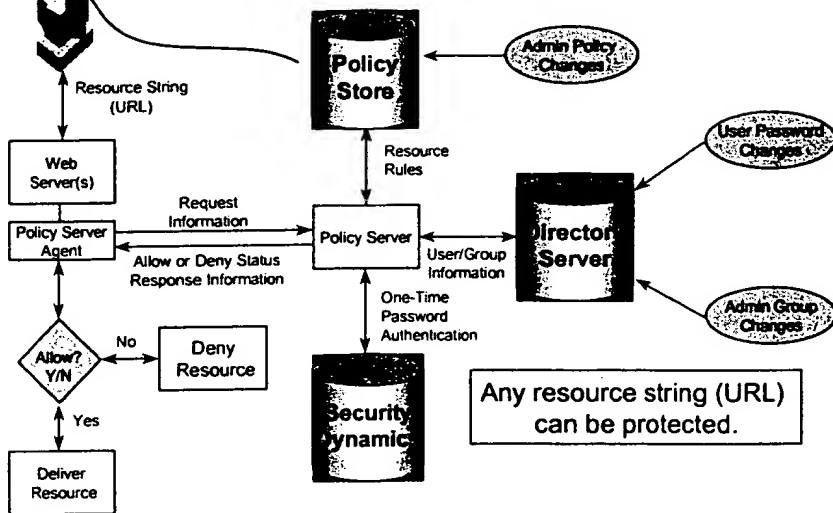 Policy
Store
Admin Policy
Changes
Resource String
(URL)
User Password
Changes
Web
Server(s)
Resource
Rules
Request
Information
Policy Server
Agent
Policy Server
Director
Server
Allow or Deny Status
Response Information
User/Group
Information
One-Time
Password
Authentication
Admin Group
Changes
Allow?
Y/N
No
Deny
Resource
Security
Dynamic
Any resource string (URL)
can be protected.
Yes
Deliver
Resource